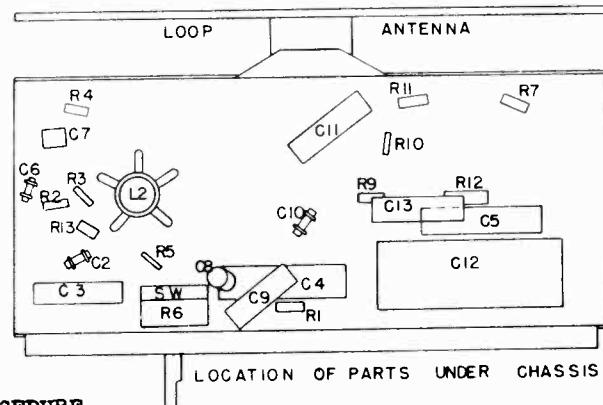 LOOP ANTENNA
R4
R11
R7
C7
C11
R10
C6
R3
L2
R9
R12
R2
C13
R13
C10
C5
C2
R5
C8
C12
C3
SW
C9
C4
R6
R1
LOCATION OF PARTS UNDER CHASSIS